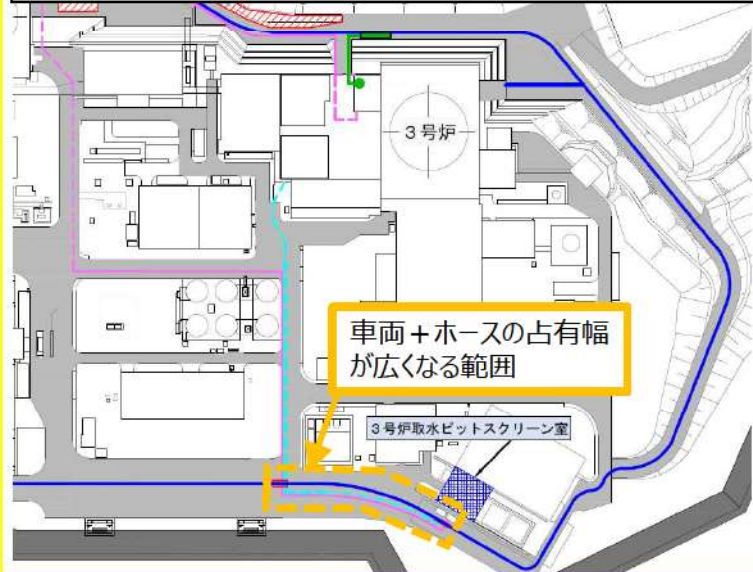 3号炉
車両+ホースの占有幅
が広くなる範囲
3号炉取水ピットスクリーン室